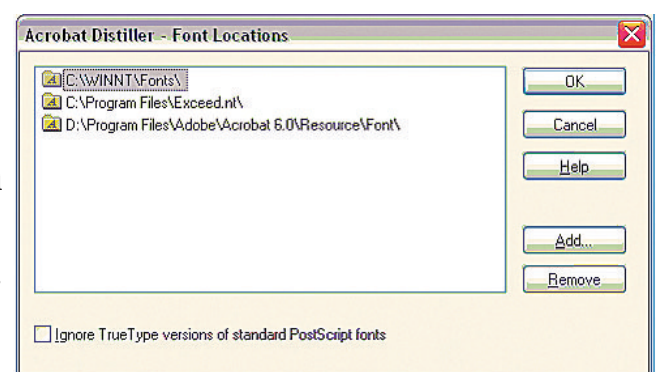 Acrobat Distiller - Font Locations
C:\WINNT\Fonts\
C:\Program Files\Exceed.nt\
D:\Program Files\Adobe\Acrobat 6.0\Resource\Font\
OK
Cancel
Help
Add...
Remove
Ignore TrueType versions of standard PostScript fonts